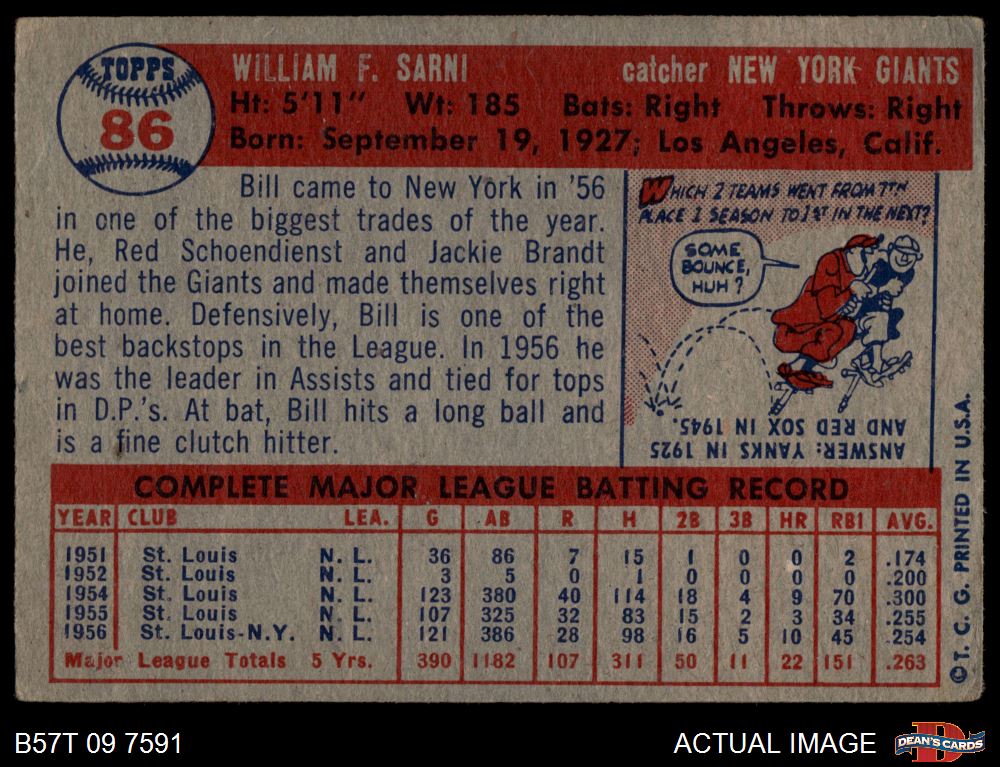 TOPPS
86
WILLIAM F. SARNI catcher NEW YORK GIANTS
Ht: 5'11" Wt: 185 Bats: Right Throws: Right
Born: September 19, 1927; Los Angeles, Calif.
Bill came to New York in '56
in one of the biggest trades of the year.
He, Red Schoendienst and Jackie Brandt
joined the Giants and made themselves right
at home. Defensively, Bill is one of the
best backstops in the League. In 1956 he
was the leader in Assists and tied for tops
in D.P.'s. At bat, Bill hits a long ball and
is a fine clutch hitter.
WHICH 2 TEAMS WENT FROM 7TH
PLACE 1 SEASON TO 1ST IN THE NEXT?
SOME
BOUNCE,
HUH?
ANSWER: YANKS IN 1925
AND RED SOX IN 1945.
COMPLETE MAJOR LEAGUE BATTING RECORD
YEAR CLUB LEA. G AB R H 2B 3B HR RBI AVG.
1951 St. Louis N. L. 36 86 7 15 1 0 0 2 .174
1952 St. Louis N. L. 3 5 0 1 0 0 0 0 .200
1954 St. Louis N. L. 123 380 40 114 18 4 9 70 .300
1955 St. Louis N. L. 107 325 32 83 15 2 3 34 .255
1956 St. Louis-N.Y. N. L. 121 386 28 98 16 5 10 45 .254
Major League Totals 5 Yrs. 390 1182 107 311 50 11 22 151 .263
© T. C. G. PRINTED IN U.S.A.
B57T 09 7591
ACTUAL IMAGE
D
DEAN'S CARDS